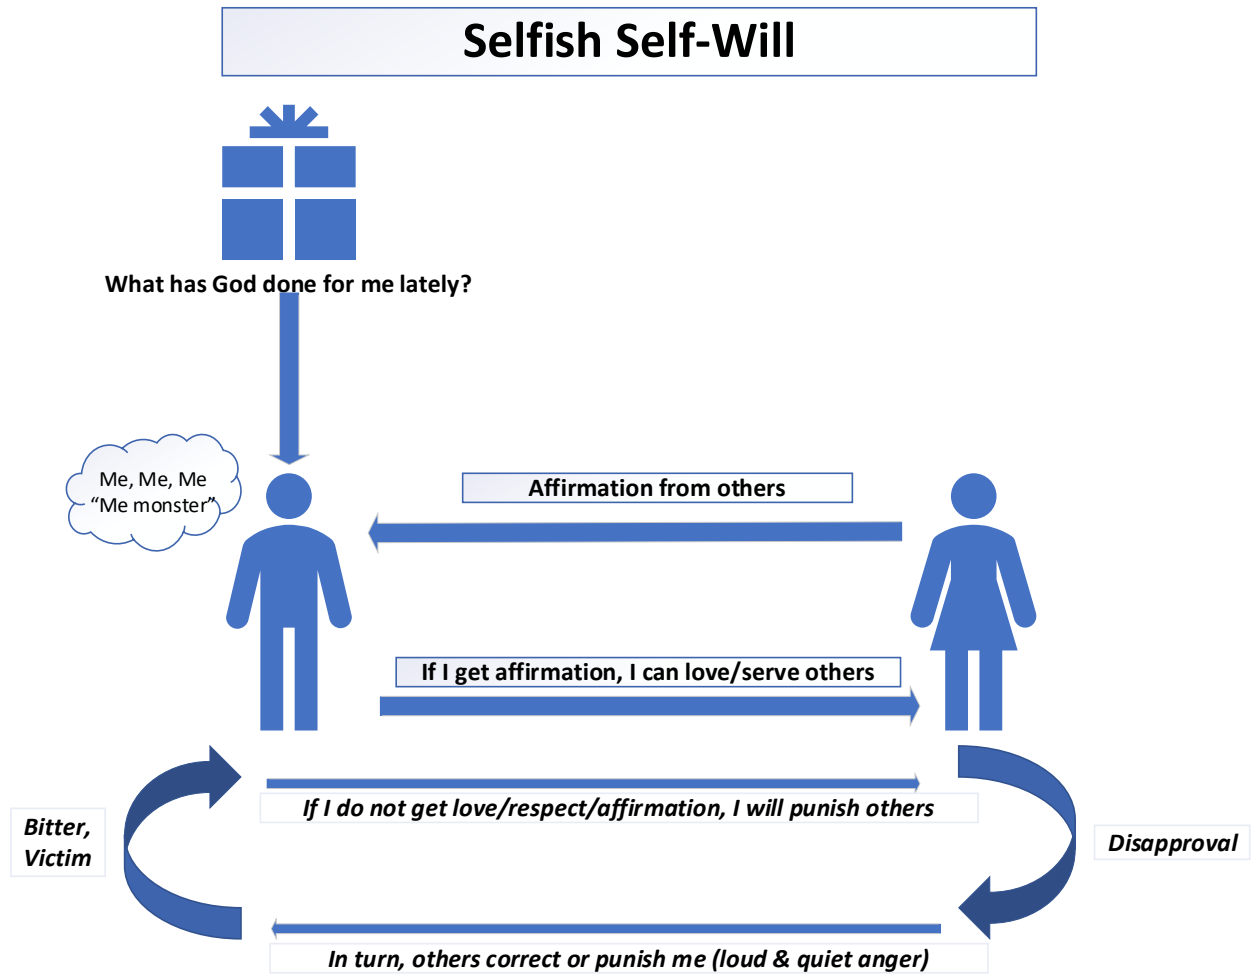 Selfish Self-Will
What has God done for me lately?
Me, Me, Me
“Me monster”
Affirmation from others
If I get affirmation, I can love/serve others
If I do not get love/respect/affirmation, I will punish others
Bitter,
Victim
Disapproval
In turn, others correct or punish me (loud & quiet anger)